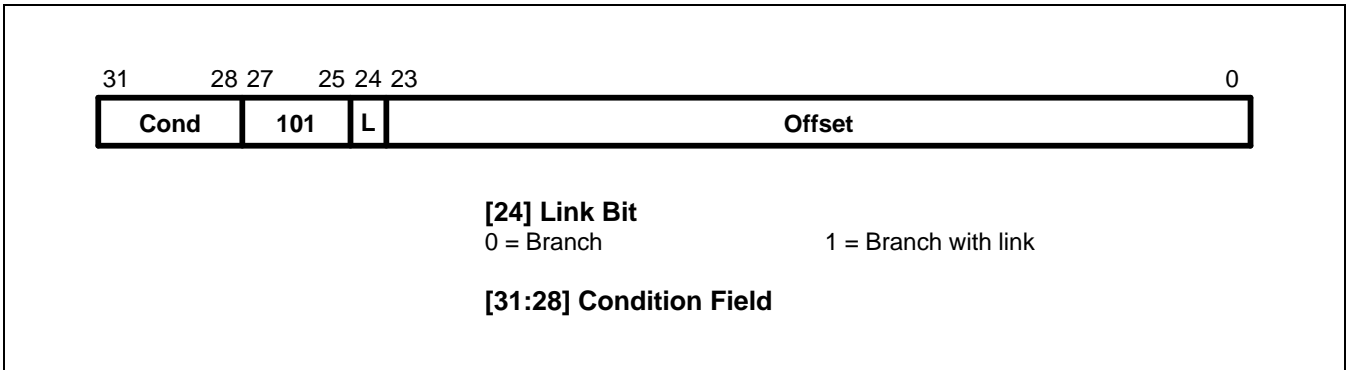 31 28 27 25 24 23 0
Cond 101 L Offset
[24] Link Bit
0 = Branch 1 = Branch with link
[31:28] Condition Field